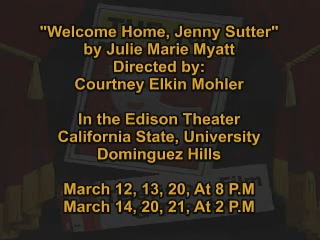 "Welcome Home, Jenny Sutter"
by Julie Marie Myatt
Directed by:
Courtney Elkin Mohler
In the Edison Theater
California State, University
Dominguez Hills
March 12, 13, 20, At 8 P.M
March 14, 20, 21, At 2 P.M